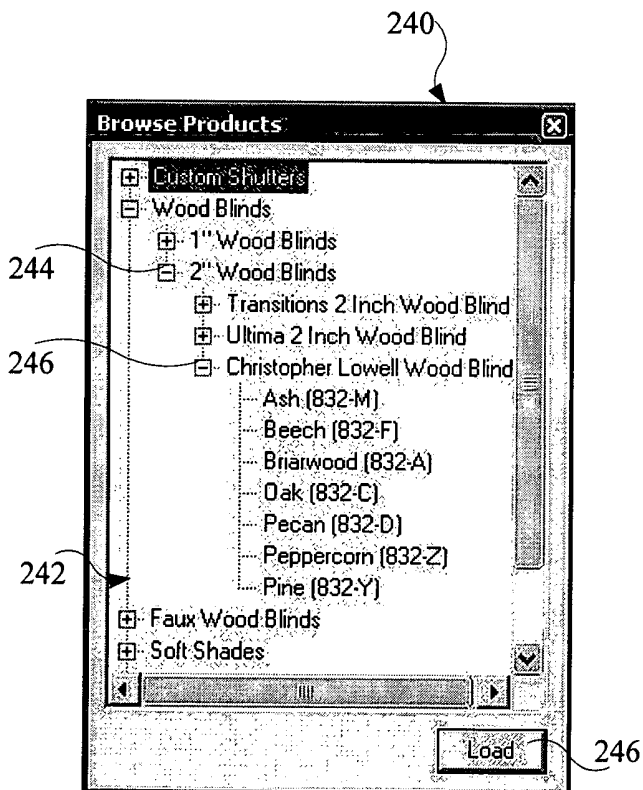 240
Browse Products
Custom Shutters
Wood Blinds
1" Wood Blinds
244
2" Wood Blinds
Transitions 2 Inch Wood Blind
Ultima 2 Inch Wood Blind
246
Christopher Lowell Wood Blind
Ash (832-M)
Beech (832-F)
Briarwood (832-A)
Oak (832-C)
Pecan (832-D)
Peppercorn (832-Z)
242
Pine (832-Y)
Faux Wood Blinds
Soft Shades
Load
246